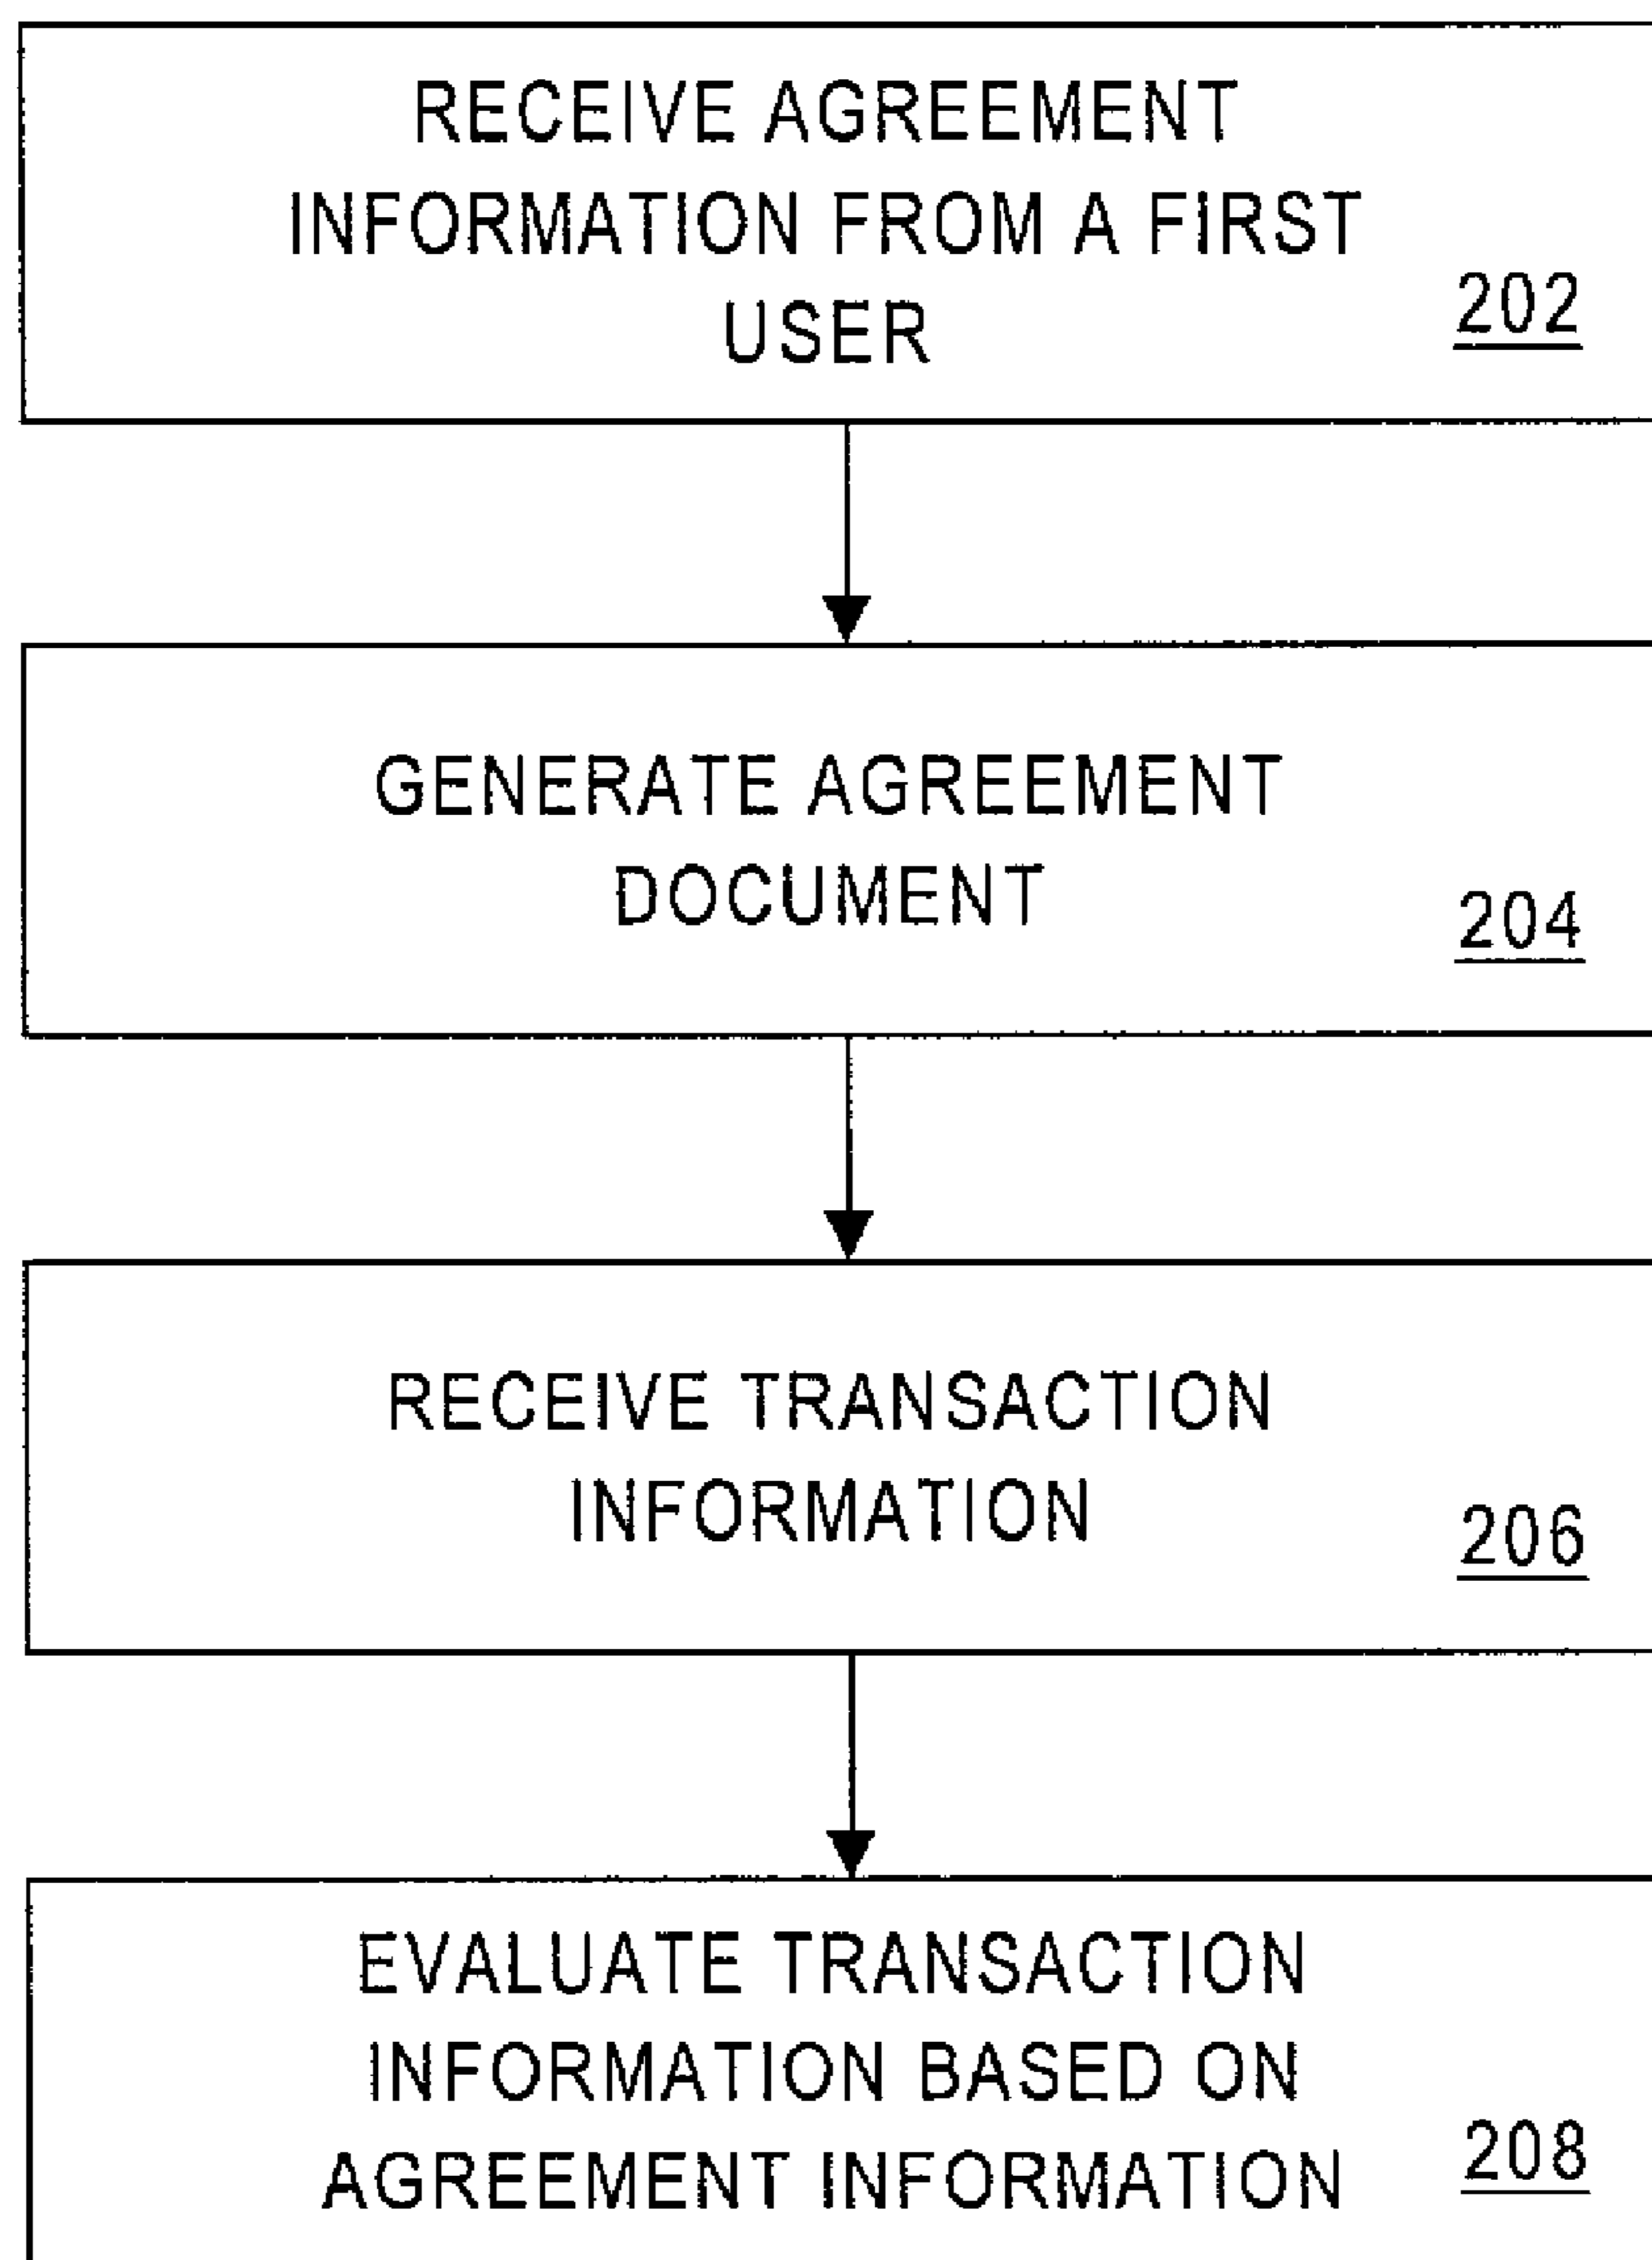 RECEIVE AGREEMENT
INFORMATION FROM A FIRST
USER
202
GENERATE AGREEMENT
DOCUMENT
204
RECEIVE TRANSACTION
INFORMATION
206
EVALUATE TRANSACTION
INFORMATION BASED ON
AGREEMENT INFORMATION
208